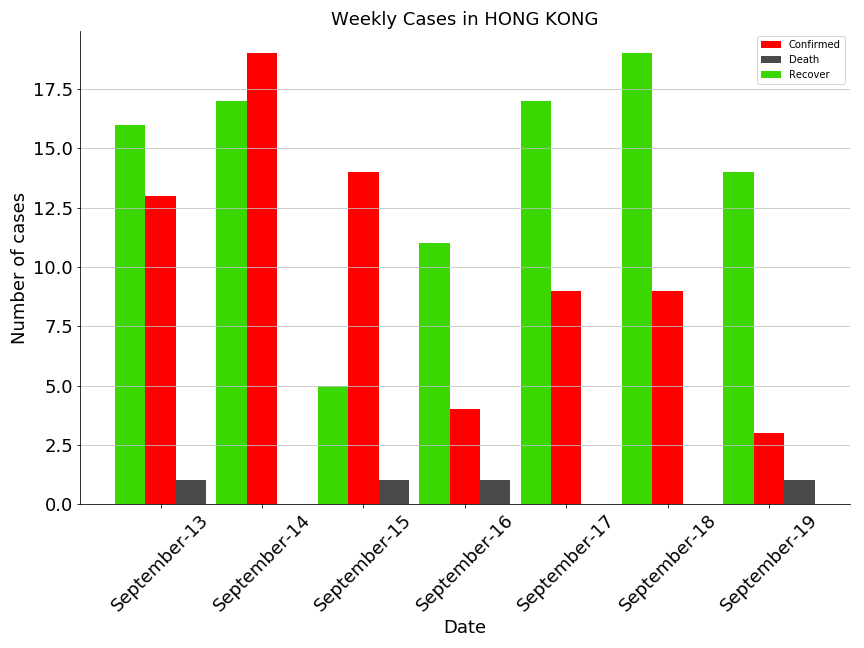 Weekly Cases in HONG KONG
Confirmed
Death
Recover
Number of cases
17.5
15.0
12.5
10.0
7.5
5.0
2.5
0.0
September-13
September-14
September-15
September-16
September-17
September-18
September-19
Date